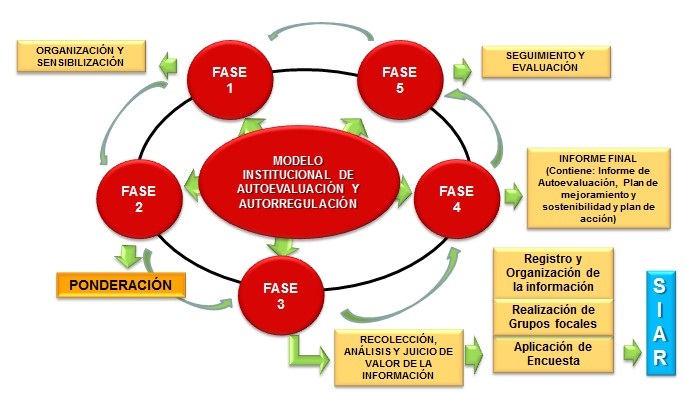 ORGANIZACIÓN Y
SENSIBILIZACIÓN
FASE
1
FASE
5
SEGUIMIENTO Y
EVALUACIÓN
MODELO
INSTITUCIONAL DE
AUTOEVALUACIÓN Y
AUTORREGULACIÓN
FASE
2
FASE
4
INFORME FINAL
(Contiene: Informe de
Autoevaluación, Plan de
mejoramiento y
sostenibilidad y plan de
acción)
PONDERACIÓN
FASE
3
RECOLECCIÓN,
ANÁLISIS Y JUICIO DE
VALOR DE LA
INFORMACIÓN
Registro y
Organización de
la información
Realización de
Grupos focales
Aplicación de
Encuesta
S
I
A
R